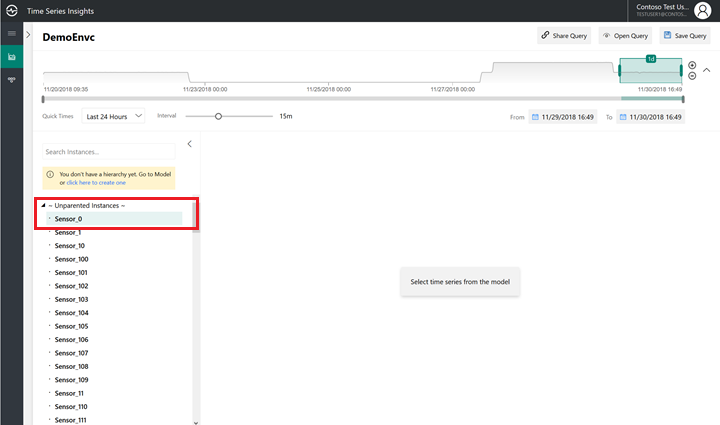 Time Series Insights
Contoso Test Us...
TESTUSER1@CONTOS...
DemoEnvc
Share Query
Open Query
Save Query
1d
11/20/2018 09:35
11/23/2018 00:00
11/25/2018 00:00
11/27/2018 00:00
11/30/2018 16:49
Quick Times
Last 24 Hours
Interval
15m
From
11/29/2018 16:49
To
11/30/2018 16:49
Search Instances...
You don't have a hierarchy yet. Go to Model
or click here to create one
~ Unparented Instances ~
Sensor_0
Sensor_1
Sensor_10
Sensor_100
Sensor_101
Sensor_102
Sensor_103
Sensor_104
Sensor_105
Sensor_106
Sensor_107
Sensor_108
Sensor_109
Sensor_11
Sensor_110
Sensor_111
Select time series from the model